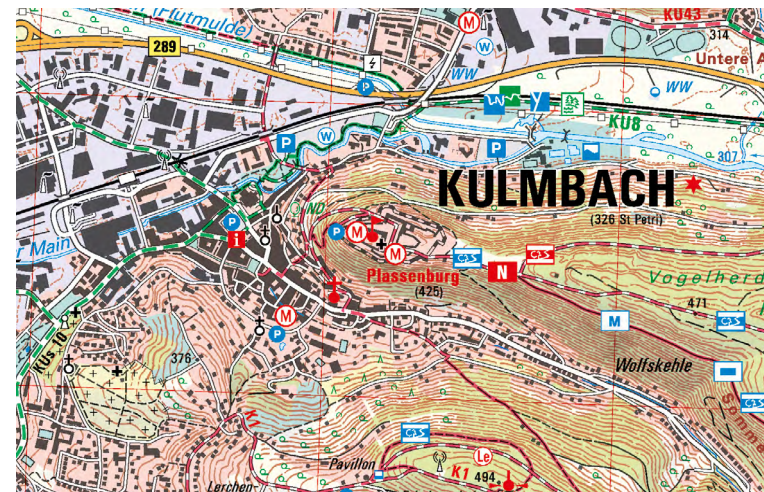 (Flutmulde)
M
KU43
314
289
W
Untere A
WW
P
WW
KU8
P
W
P
307
KULMBACH
(326 St Petri)
ND
P
i
P
M
M
r Main
Plassenburg
(425)
N
Vogelherd
471
M
M
P
KUs 10
376
Wolfskehle
Somme
K1
Pavillon
Le
K1
494
Lerchen-